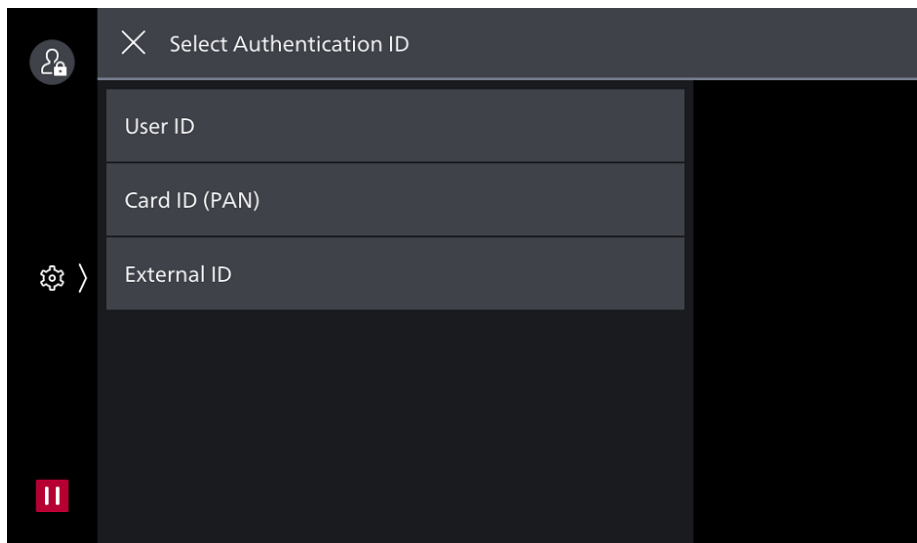 Select Authentication ID
User ID
Card ID (PAN)
External ID